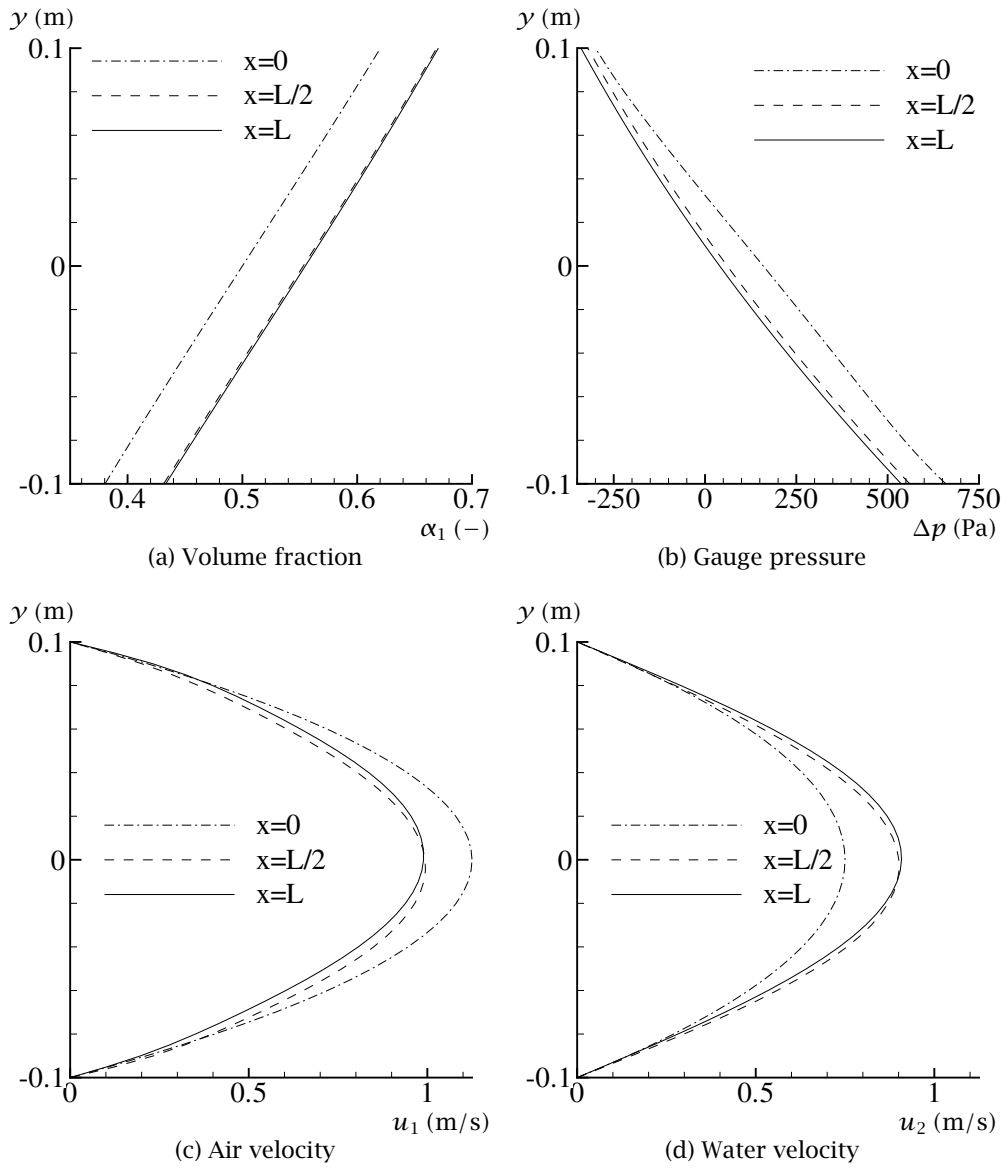 y (m)
0.1
0
-0.1
x=0
x=L/2
x=L
0.4 0.5 0.6 0.7
α₁ (−)
(a) Volume fraction
y (m)
0.1
0
-0.1
x=0
x=L/2
x=L
-250 0 250 500 750
Δp (Pa)
(b) Gauge pressure
y (m)
0.1
0
-0.1
x=0
x=L/2
x=L
0 0.5 1
u₁ (m/s)
(c) Air velocity
y (m)
0.1
0
-0.1
x=0
x=L/2
x=L
0 0.5 1
u₂ (m/s)
(d) Water velocity